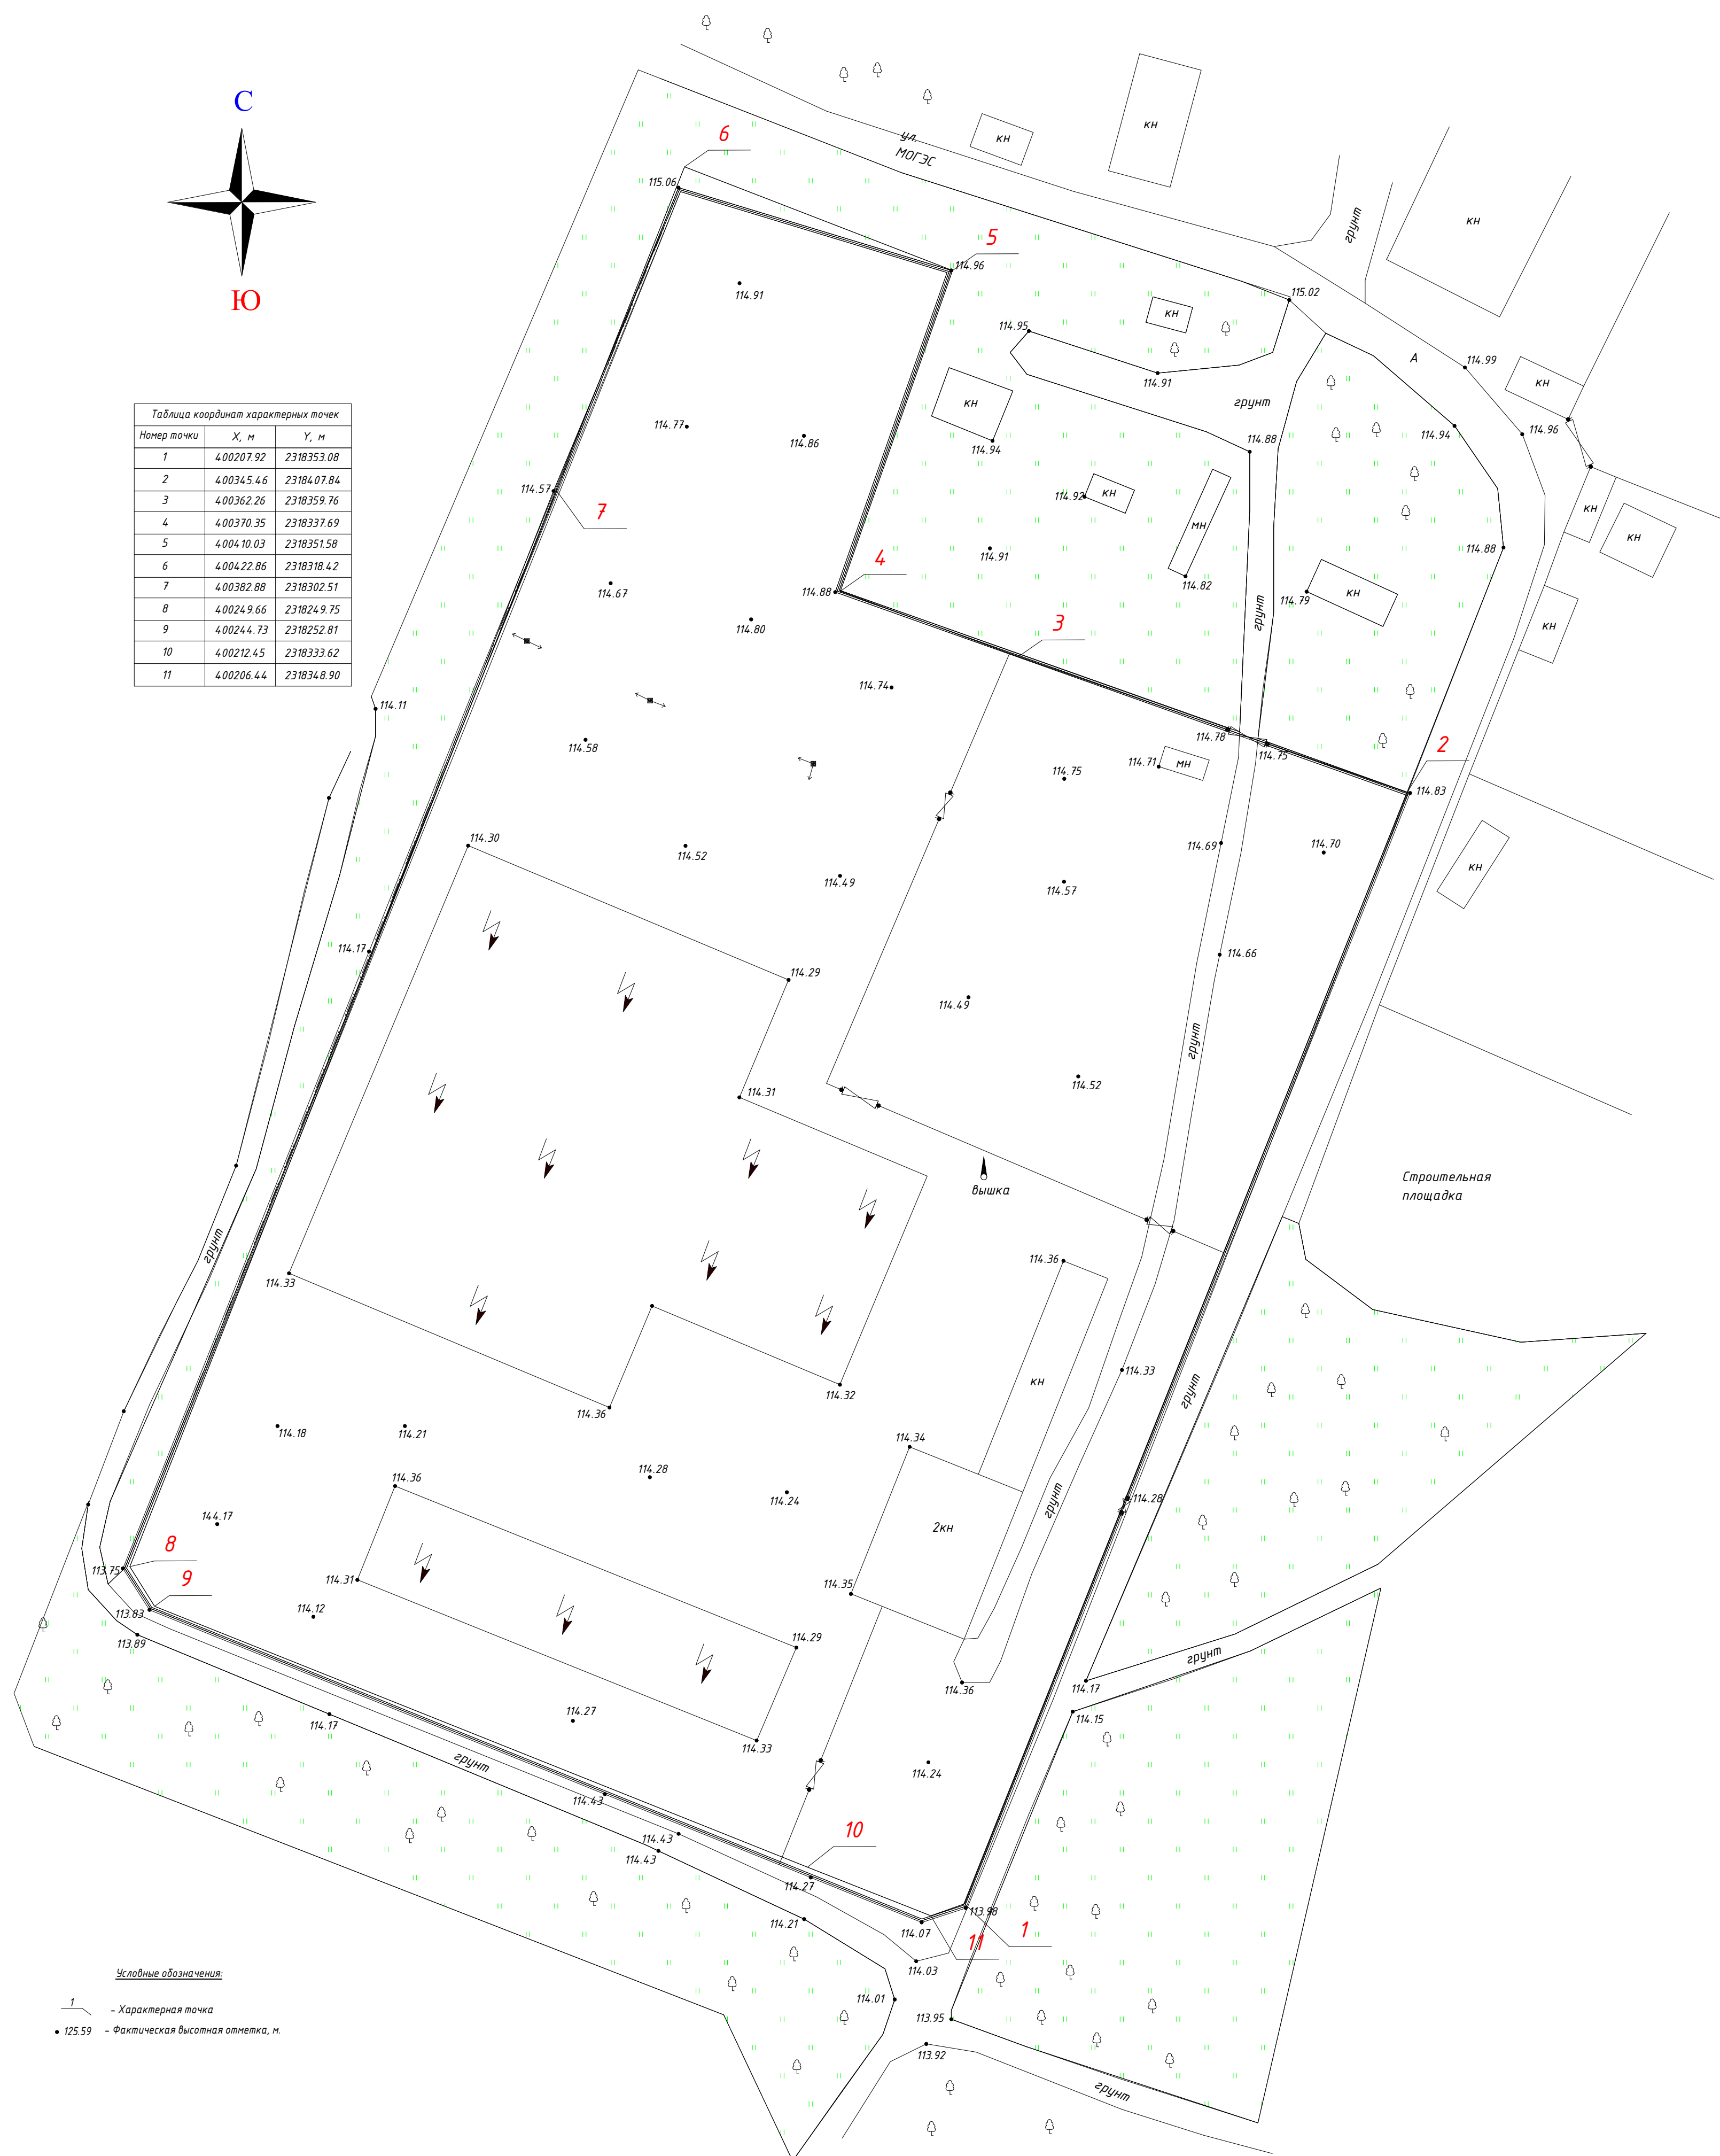 С
Ю
6
ул.
МОГЭС
кн
кн
грунт
кн
115.06
5
114.96
114.91
кн
115.02
114.95
114.91
А
114.99
кн
грунт
Таблица координат характерных точек
Номер точки X, м Y, м
1 400207.92 2318353.08
2 400345.46 2318407.84
3 400362.26 2318359.76
4 400370.35 2318337.69
5 400410.03 2318351.58
6 400422.86 2318318.42
7 400382.88 2318302.51
8 400249.66 2318249.75
9 400244.73 2318252.81
10 400212.45 2318333.62
11 400206.44 2318348.90
кн
114.77
114.86
114.94
114.88
114.94
114.96
114.57
7
114.92
кн
мн
кн
кн
114.91
114.88
4
114.67
114.88
114.82
114.79
кн
114.80
3
грунт
кн
114.74
114.11
114.58
114.78
114.75
2
114.71
мн
114.75
114.83
114.30
114.52
114.49
114.57
114.69
114.70
кн
114.17
114.29
114.66
114.49
грунт
114.31
114.52
вышка
Строительная
площадка
грунт
114.33
114.36
114.33
кн
114.32
114.36
грунт
114.18
114.21
114.34
114.28
114.36
114.24
114.28
грунт
144.17
2кн
8
113.75
9
114.31
114.35
113.83
114.12
113.89
114.29
грунт
114.36
114.17
114.17
114.27
114.15
114.33
грунт
114.24
114.43
114.43
10
114.43
114.27
114.21
113.98
114.07
11
1
114.03
Условные обозначения:
1 – Характерная точка
125.59 – Фактическая высотная отметка, м.
114.01
113.95
113.92
грунт